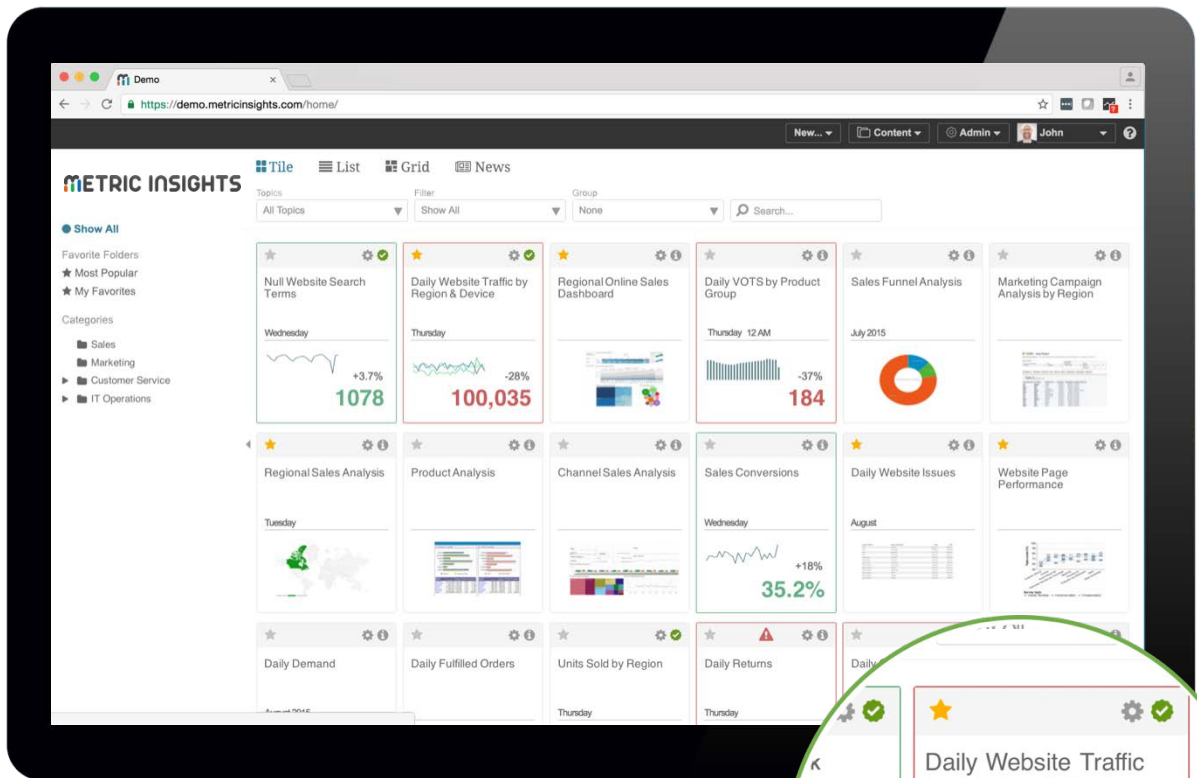 Demo
https://demo.metricinsights.com/home/
New...
Content
Admin
John
METRIC INSIGHTS
Tile
List
Grid
News
Topics
Filter
Group
All Topics
Show All
None
Search...
Show All
Favorite Folders
Most Popular
My Favorites
Categories
Sales
Marketing
Customer Service
IT Operations
Null Website Search
Terms
Wednesday
+3.7%
1078
Daily Website Traffic by
Region & Device
Thursday
-28%
100,035
Regional Online Sales
Dashboard
Daily VOTS by Product
Group
Thursday 12 AM
-37%
184
Sales Funnel Analysis
July 2015
Marketing Campaign
Analysis by Region
Regional Sales Analysis
Tuesday
Product Analysis
Channel Sales Analysis
Sales Conversions
Wednesday
+18%
35.2%
Daily Website Issues
August
Website Page
Performance
Daily Demand
August 2015
Daily Fulfilled Orders
Units Sold by Region
Thursday
Daily Returns
Thursday
Daily
Daily Website Traffic